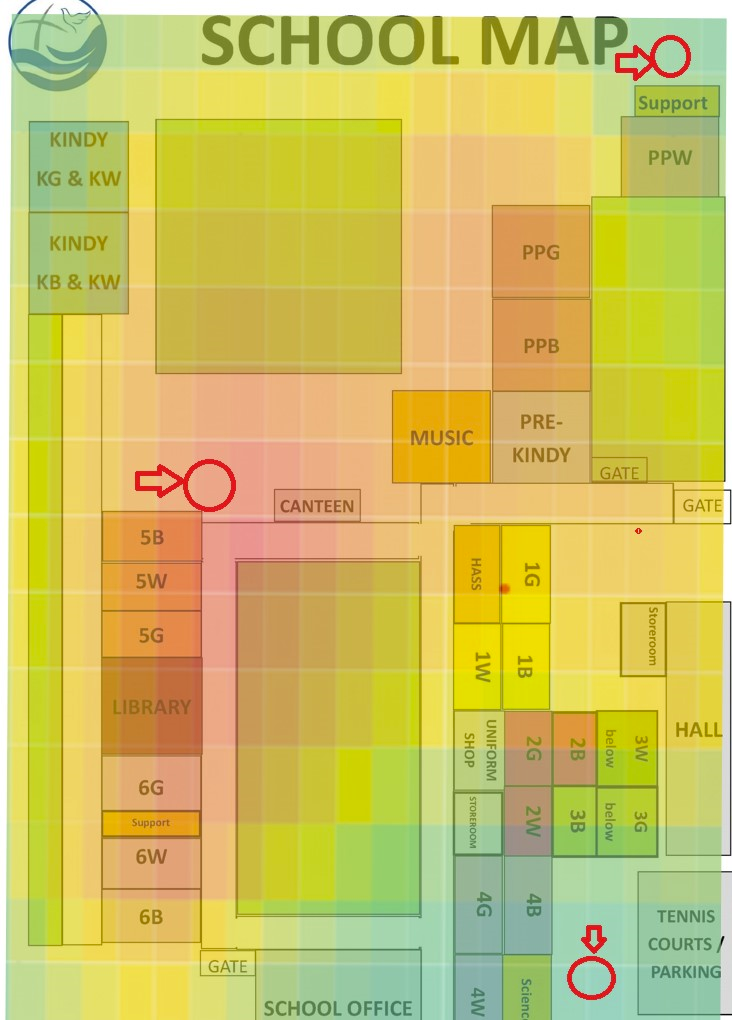 SCHOOL MAP
Support
KINDY
KG & KW
PPW
KINDY
KB & KW
PPG
PPB
MUSIC
PRE-
KINDY
GATE
CANTEEN
GATE
5B
5W
5G
LIBRARY
6G
Support
6W
6B
HASS
1G
1W
1B
Storeroom
HALL
UNIFORM
SHOP
2G
2B
below
3W
STOREROOM
2W
3B
below
3G
4G
4B
TENNIS
COURTS /
PARKING
GATE
SCHOOL OFFICE
4W
Scienc